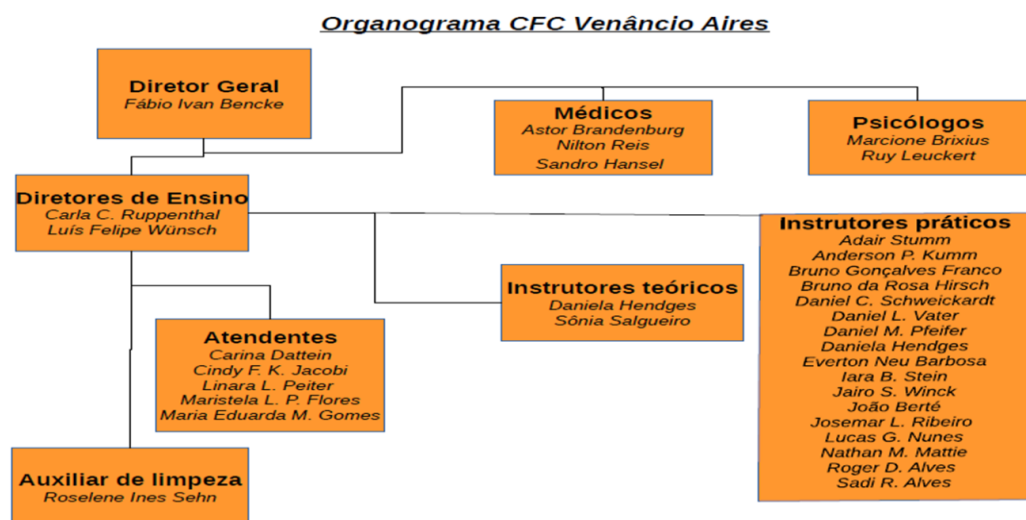 Organograma CFC Venâncio Aires
Diretor Geral
Fábio Ivan Bencke
Médicos
Astor Brandenburg
Nilton Reis
Sandro Hansel
Psicólogos
Marcione Brixius
Ruy Leuckert
Diretores de Ensino
Carla C. Ruppenthal
Luís Felipe Wünsch
Instrutores teóricos
Daniela Hendges
Sônia Salgueiro
Instrutores práticos
Adair Stumm
Anderson P. Kumm
Bruno Gonçalves Franco
Bruno da Rosa Hirsch
Daniel C. Schweickardt
Daniel L. Vater
Daniel M. Pfeifer
Daniela Hendges
Everton Neu Barbosa
Iara B. Stein
Jairo S. Winck
João Berté
Josemar L. Ribeiro
Lucas G. Nunes
Nathan M. Mattie
Roger D. Alves
Sadi R. Alves
Atendentes
Carina Dattein
Cindy F. K. Jacobi
Linara L. Peiter
Maristela L. P. Flores
Maria Eduarda M. Gomes
Auxiliar de limpeza
Roselene Ines Sehn